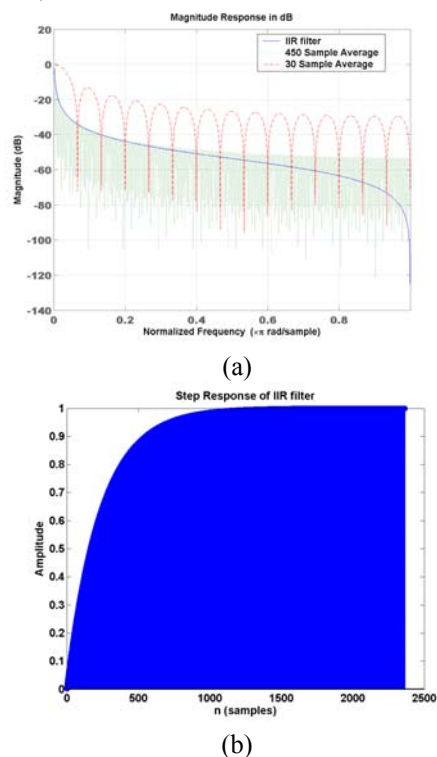 Magnitude Response in dB
IIR filter
450 Sample Average
30 Sample Average
20
0
-20
-40
-60
-80
-100
-120
-140
Magnitude (dB)
0 0.2 0.4 0.6 0.8
Normalized Frequency (×π rad/sample)
(a)
Step Response of IIR filter
1
0.9
0.8
0.7
0.6
0.5
0.4
0.3
0.2
0.1
0
Amplitude
0 500 1000 1500 2000 2500
n (samples)
(b)